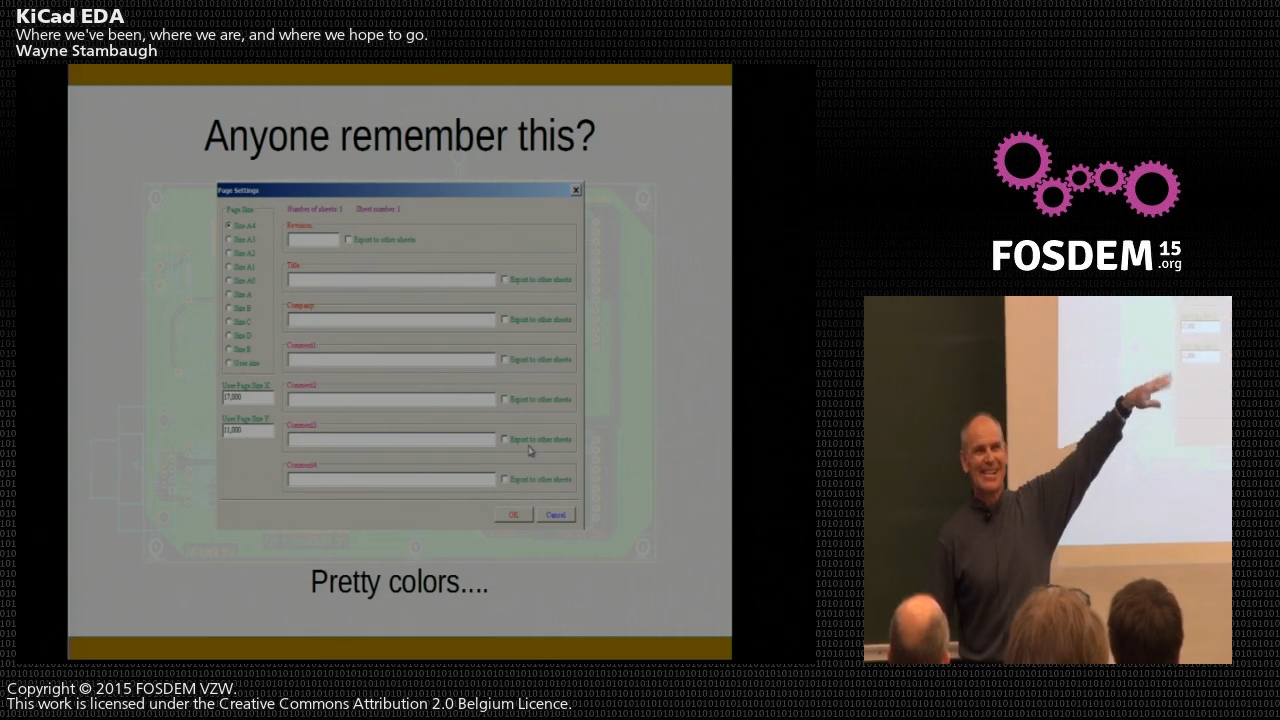 KiCad EDA
Where we've been, where we are, and where we hope to go.
Wayne Stambaugh
Anyone remember this?
Page Settings
Page Size
Number of sheets: 1 Sheet number: 1
Size A4
Size A3
Size A2
Size A1
Size A0
Size A
Size B
Size C
Size D
Size E
User size
User Page Size X:
17,000
User Page Size Y:
11,000
Revision:
Export to other sheets
Title:
Export to other sheets
Company:
Export to other sheets
Comment1:
Export to other sheets
Comment2:
Export to other sheets
Comment3:
Export to other sheets
Comment4:
Export to other sheets
OK
Cancel
Pretty colors....
FOSDEM 15
.org
Copyright © 2015 FOSDEM VZW.
This work is licensed under the Creative Commons Attribution 2.0 Belgium Licence.